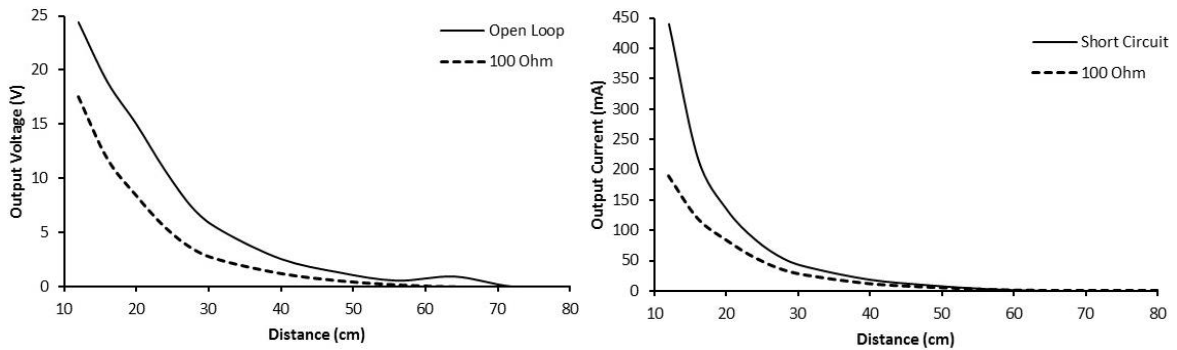 25
20
15
10
5
0
Output Voltage (V)
Open Loop
100 Ohm
10 20 30 40 50 60 70 80
Distance (cm)
450
400
350
300
250
200
150
100
50
0
Output Current (mA)
Short Circuit
100 Ohm
10 20 30 40 50 60 70 80
Distance (cm)